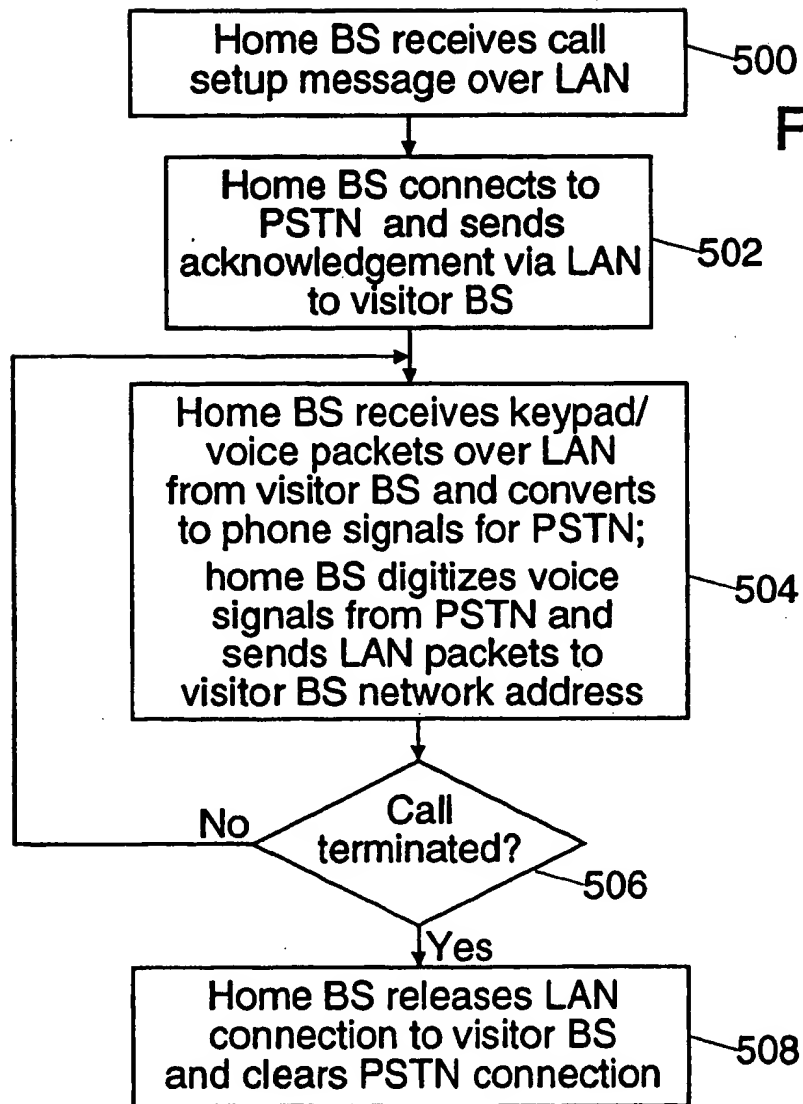 Home BS receives call
setup message over LAN
500
F
Home BS connects to
PSTN and sends
acknowledgement via LAN
to visitor BS
502
Home BS receives keypad/
voice packets over LAN
from visitor BS and converts
to phone signals for PSTN;
home BS digitizes voice
signals from PSTN and
sends LAN packets to
visitor BS network address
504
Call
terminated?
No
506
Yes
Home BS releases LAN
connection to visitor BS
and clears PSTN connection
508